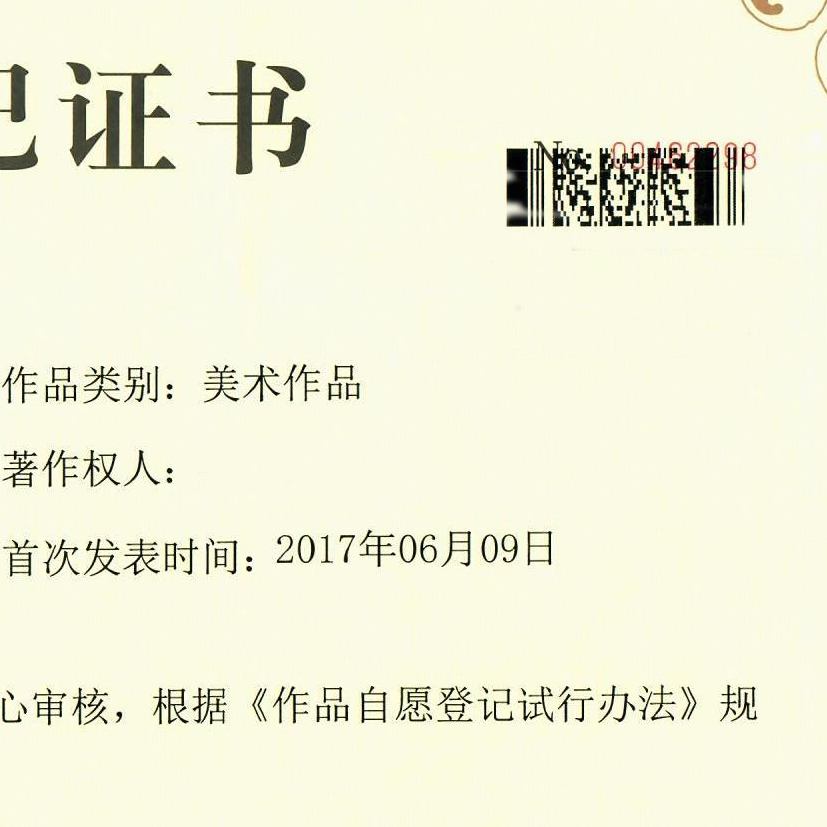 记证书
No. 00462298
作品类别：美术作品
著作权人：
首次发表时间：2017年06月09日
心审核，根据《作品自愿登记试行办法》规